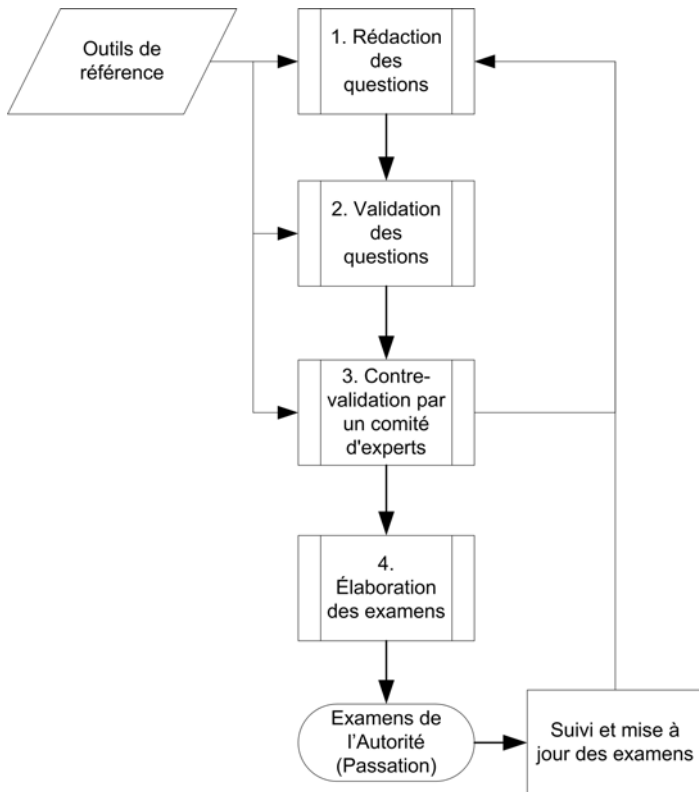 Outils de
référence
1. Rédaction
des
questions
2. Validation
des
questions
3. Contre-
validation par
un comité
d'experts
4.
Élaboration
des examens
Examens de
l'Autorité
(Passation)
Suivi et mise à
jour des examens